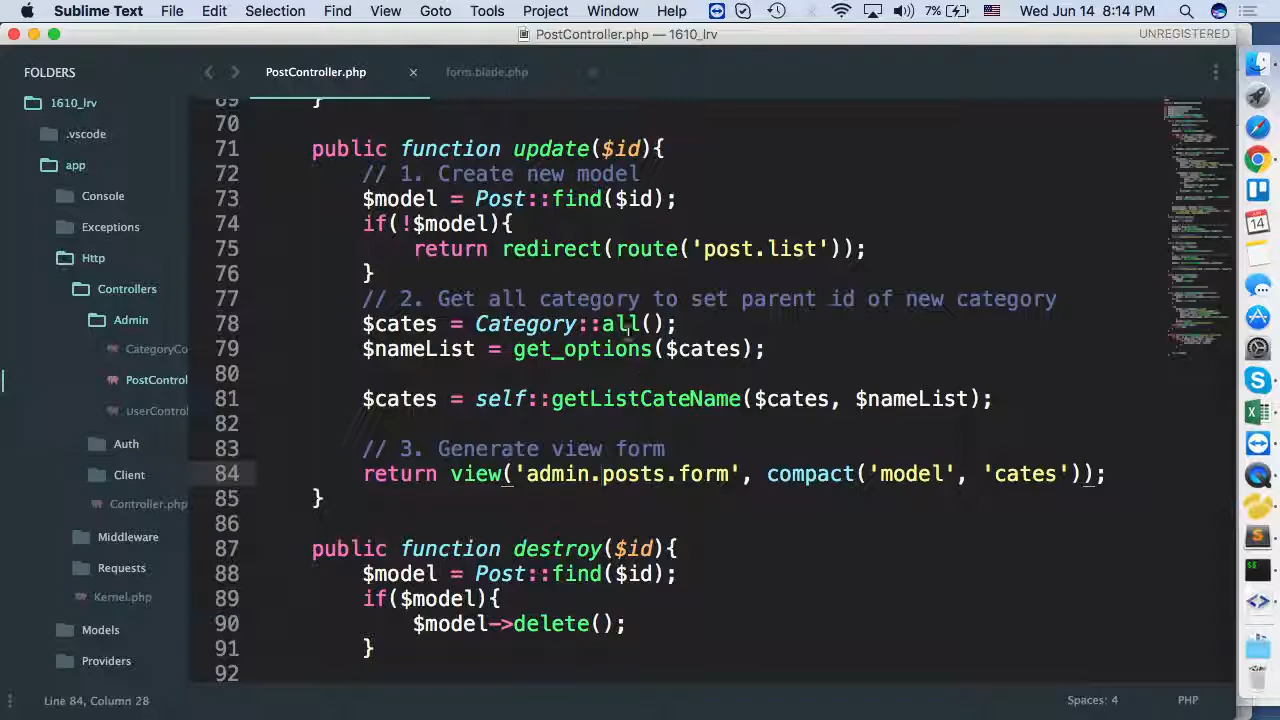 Sublime Text File Edit Selection Find View Goto Tools Project Window Help 7% Wed Jun 14 8:14 PM
PostController.php — 1610_lrv UNREGISTERED
FOLDERS
1610_lrv
.vscode
app
Console
Exceptions
Http
Controllers
Admin
CategoryCo
PostControl
userControl
Auth
Client
Controller.php
Middleware
Requests
Kernel.php
Models
Providers
PostController.php × form.blade.php
69 }
70
71 public function update($id){
72 // 1. Create new model
73 $model = Post::find($id);
74 if(!$model){
75 return redirect(route('post.list'));
76 }
77 // 2. Get all category to set parent id of new category
78 $cates = Category::all();
79 $nameList = get_options($cates);
80
81 $cates = self::getListCateName($cates, $nameList);
82
83 // 3. Generate view form
84 return view('admin.posts.form', compact('model', 'cates'));
85 }
86
87 public function destroy($id){
88 $model = Post::find($id);
89 if($model){
90 $model->delete();
91 }
92
Line 84, Column 28 Spaces: 4 PHP